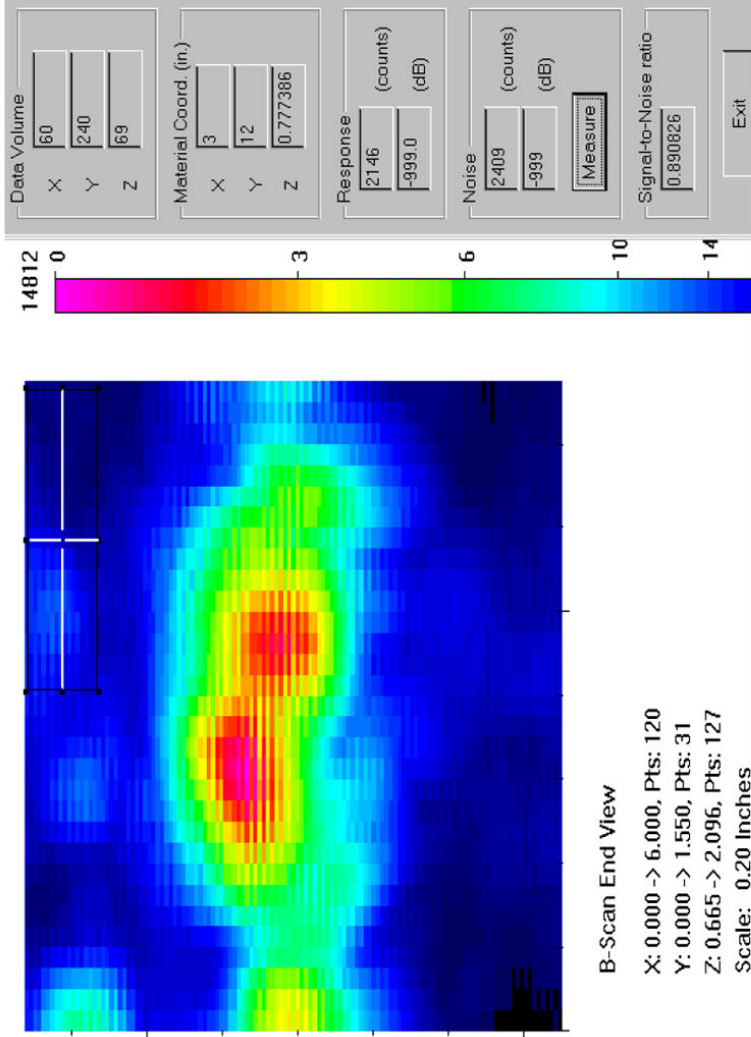 B-Scan End View
X: 0.000 -> 6.000, Pts: 120
Y: 0.000 -> 1.550, Pts: 31
Z: 0.665 -> 2.096, Pts: 127
Scale: 0.20 Inches
14812
0
3
6
10
14
Data Volume
X 60
Y 240
Z 69
Material Coord. (in.)
X 3
Y 12
Z 0.777386
Response
2146 (counts)
-999.0 (dB)
Noise
2409 (counts)
-999 (dB)
Measure
Signal-to-Noise ratio
0.890826
Exit